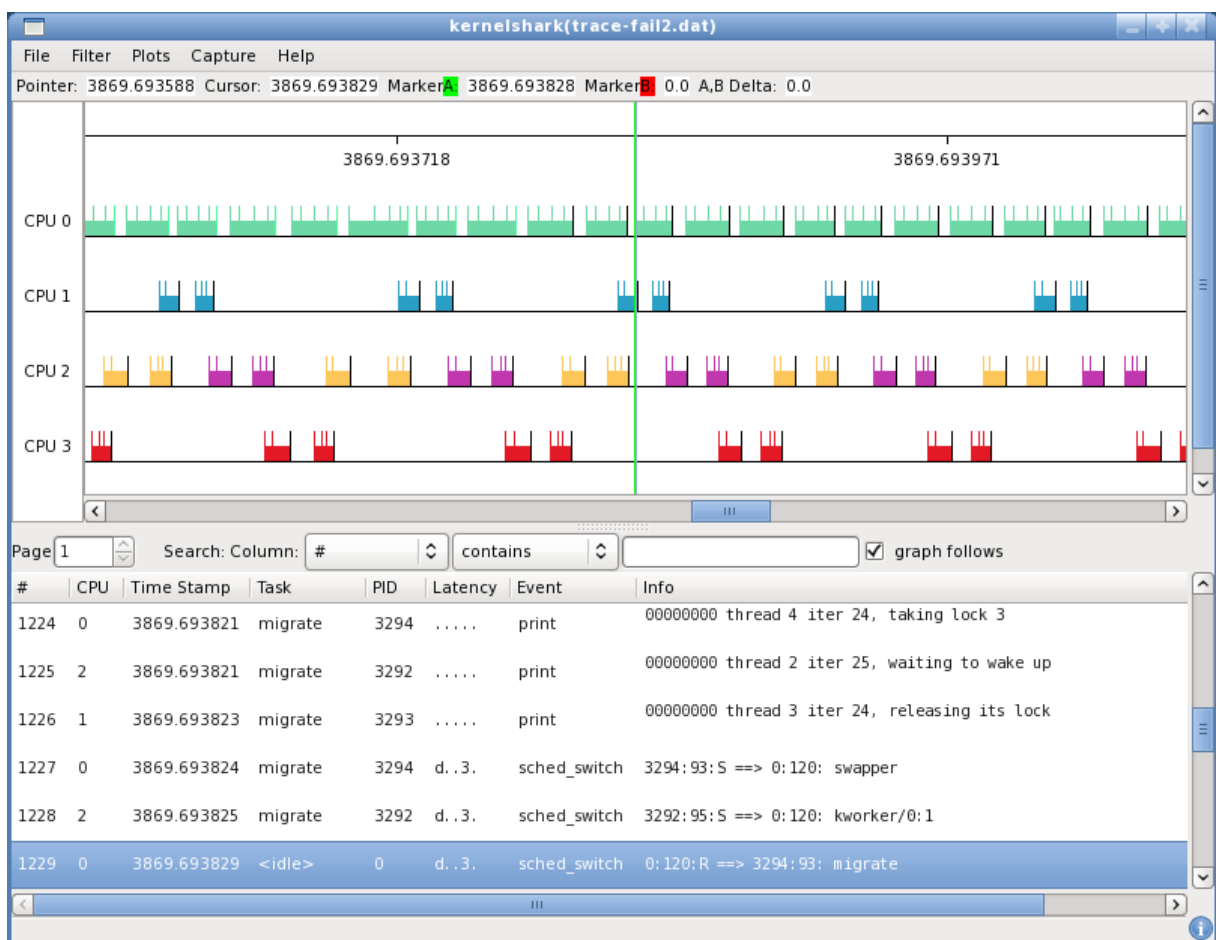 kernelshark(trace-fail2.dat)
File Filter Plots Capture Help
Pointer: 3869.693588 Cursor: 3869.693829 MarkerA: 3869.693828 MarkerB: 0.0 A,B Delta: 0.0
3869.693718 3869.693971
CPU 0
CPU 1
CPU 2
CPU 3
Page 1 Search: Column: # contains graph follows
# CPU Time Stamp Task PID Latency Event Info
1224 0 3869.693821 migrate 3294 ..... print 00000000 thread 4 iter 24, taking lock 3
1225 2 3869.693821 migrate 3292 ..... print 00000000 thread 2 iter 25, waiting to wake up
1226 1 3869.693823 migrate 3293 ..... print 00000000 thread 3 iter 24, releasing its lock
1227 0 3869.693824 migrate 3294 d..3. sched_switch 3294:93:S ==> 0:120: swapper
1228 2 3869.693825 migrate 3292 d..3. sched_switch 3292:95:S ==> 0:120: kworker/0:1
1229 0 3869.693829 <idle> 0 d..3. sched_switch 0:120:R ==> 3294:93: migrate